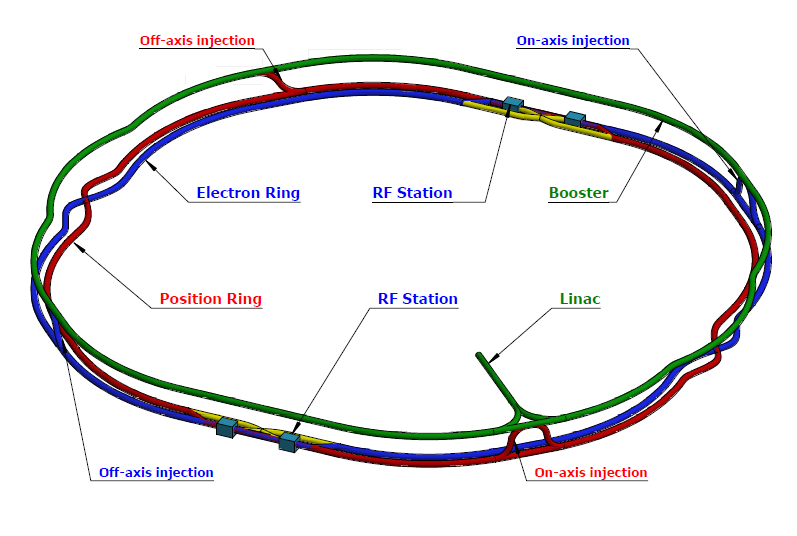 Off-axis injection
On-axis injection
Electron Ring
RF Station
Booster
Position Ring
RF Station
Linac
Off-axis injection
On-axis injection